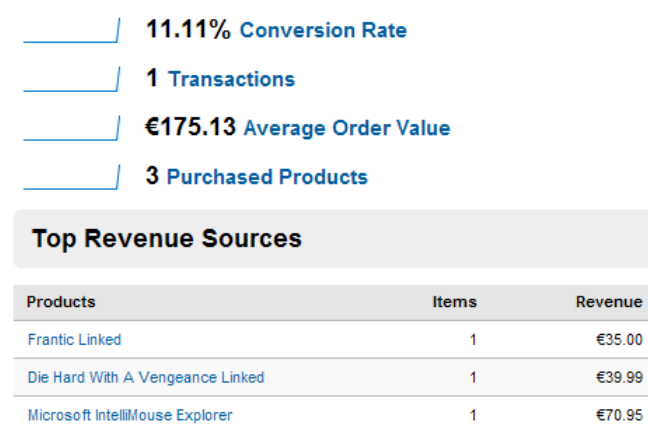 11.11% Conversion Rate
1 Transactions
€175.13 Average Order Value
3 Purchased Products
Top Revenue Sources
Products Items Revenue
Frantic Linked 1 €35.00
Die Hard With A Vengeance Linked 1 €39.99
Microsoft IntelliMouse Explorer 1 €70.95